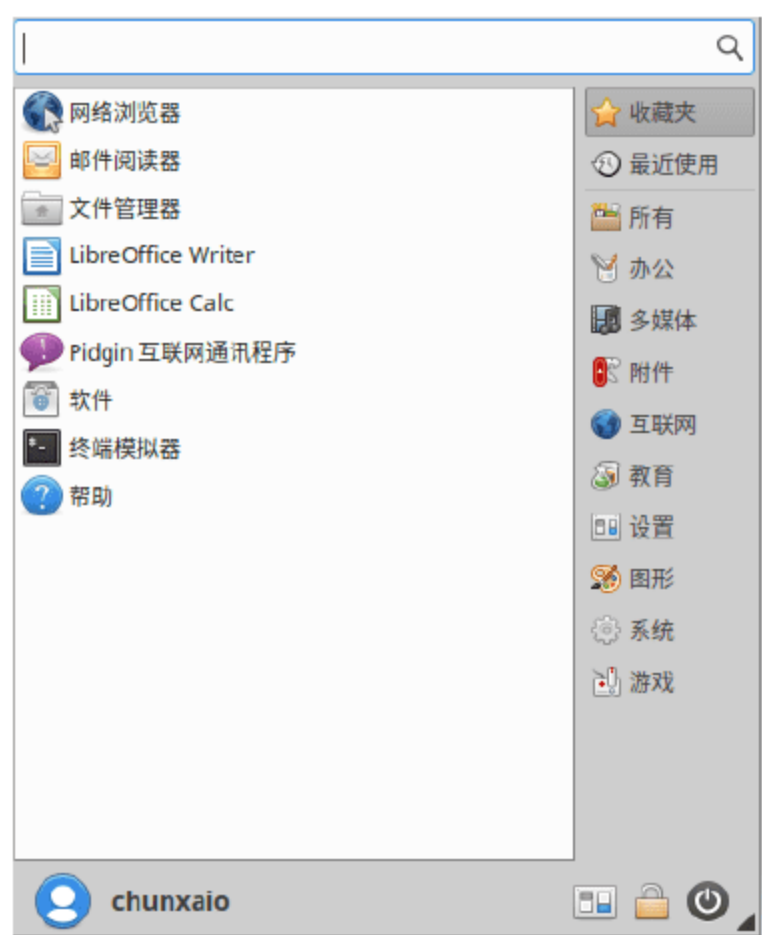 网络浏览器
邮件阅读器
文件管理器
LibreOffice Writer
LibreOffice Calc
Pidgin 互联网通讯程序
软件
终端模拟器
帮助
收藏夹
最近使用
所有
办公
多媒体
附件
互联网
教育
设置
图形
系统
游戏
chunxaio